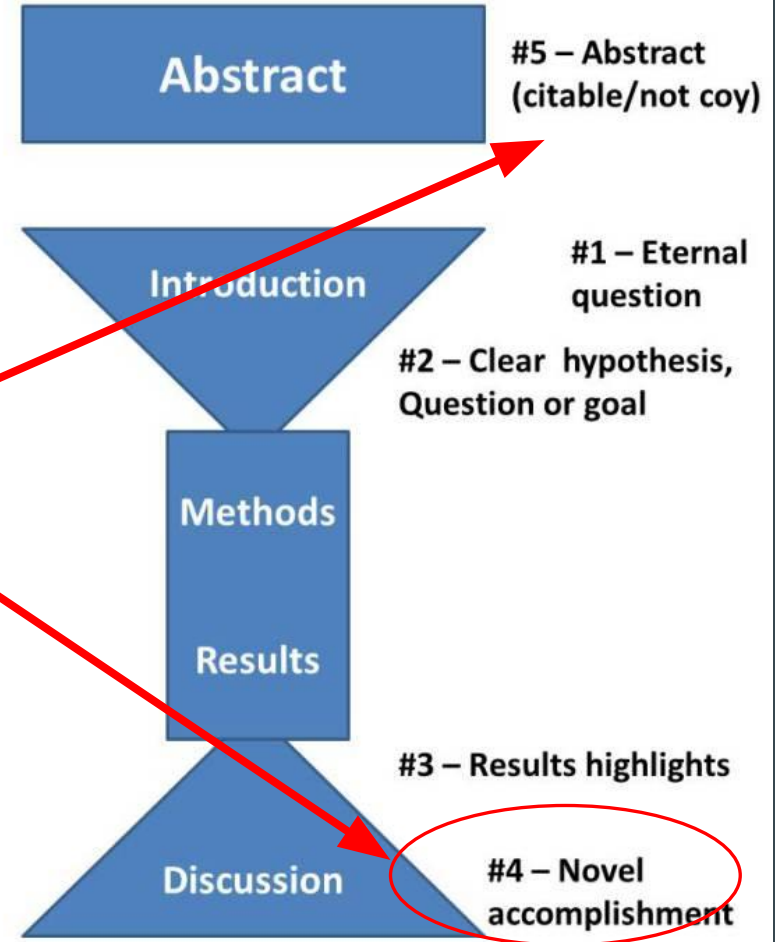 Abstract
#5 – Abstract
(citable/not coy)
Introduction
#1 – Eternal
question
#2 – Clear hypothesis,
Question or goal
Methods
Results
#3 – Results highlights
Discussion
#4 – Novel
accomplishment